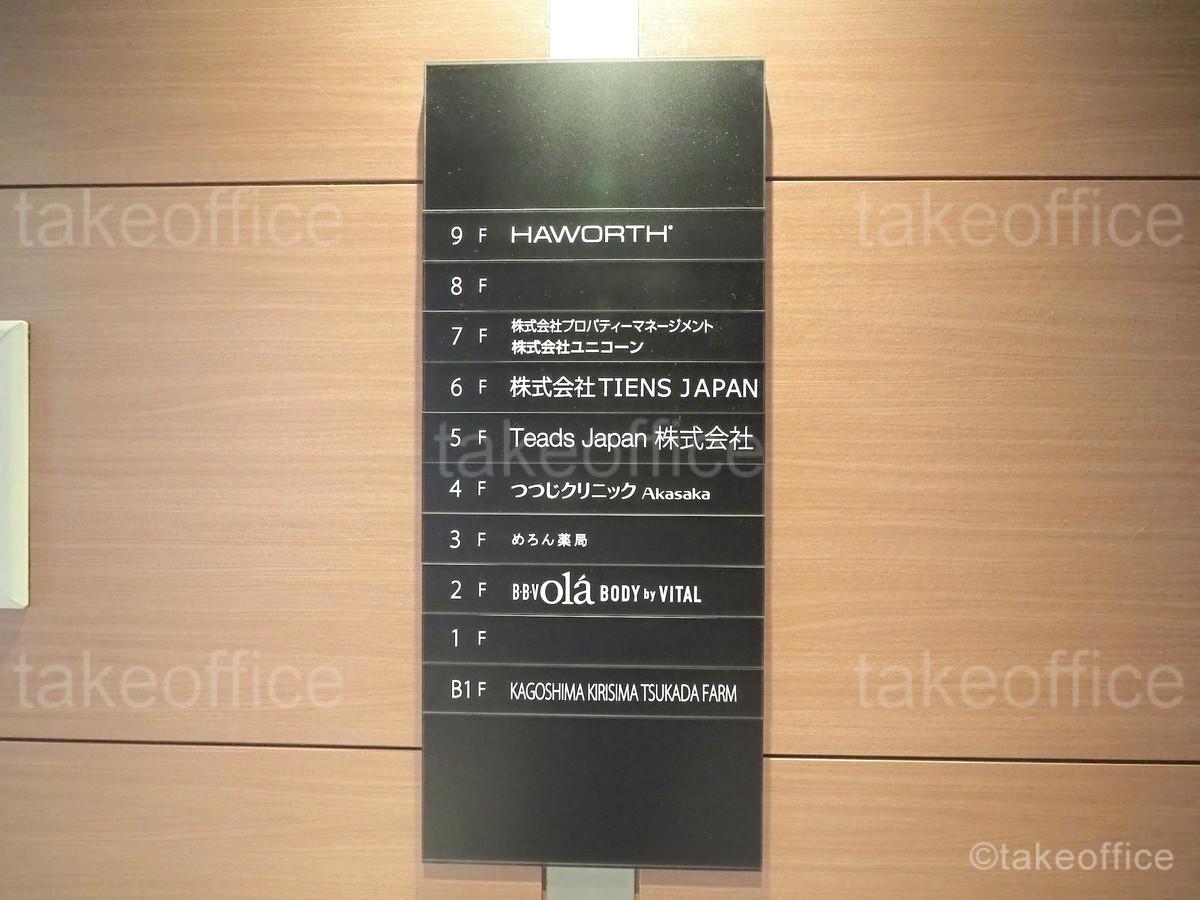 9 F HAWORTH
8 F
7 F 株式会社プロパティーマネージメント
株式会社ユニコーン
6 F 株式会社TIENS JAPAN
5 F Teads Japan 株式会社
4 F つつじクリニック Akasaka
3 F めろん薬局
2 F B·B·V olá BODY by VITAL
1 F
B1 F KAGOSHIMA KIRISIMA TSUKADA FARM
takeoffice
takeoffice
takeoffice
takeoffice
takeoffice
©takeoffice